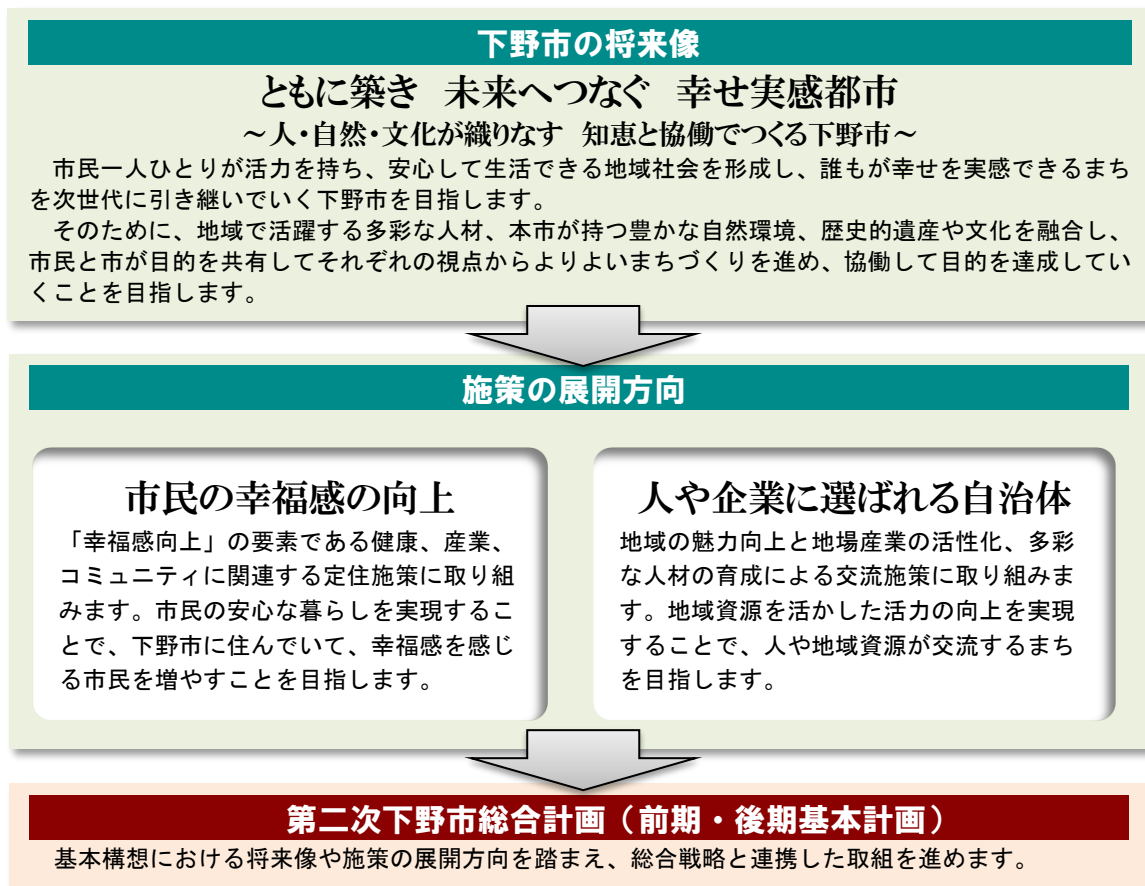 下野市の将来像
ともに築き 未来へつなぐ 幸せ実感都市
～人・自然・文化が織りなす 知恵と協働でつくる下野市～
市民一人ひとりが活力を持ち、安心して生活できる地域社会を形成し、誰もが幸せを実感できるまち
を次世代に引き継いでいく下野市を目指します。
そのために、地域で活躍する多彩な人材、本市が持つ豊かな自然環境、歴史的遺産や文化を融合し、
市民と市が目的を共有してそれぞれの視点からよりよいまちづくりを進め、協働して目的を達成してい
くことを目指します。
施策の展開方向
市民の幸福感の向上
「幸福感向上」の要素である健康、産業、
コミュニティに関連する定住施策に取り組
みます。市民の安心な暮らしを実現するこ
とで、下野市に住んでいて、幸福感を感じ
る市民を増やすことを目指します。
人や企業に選ばれる自治体
地域の魅力向上と地場産業の活性化、多彩
な人材の育成による交流施策に取り組みま
す。地域資源を活かした活力の向上を実現
することで、人や地域資源が交流するまち
を目指します。
第二次下野市総合計画（前期・後期基本計画）
基本構想における将来像や施策の展開方向を踏まえ、総合戦略と連携した取組を進めます。